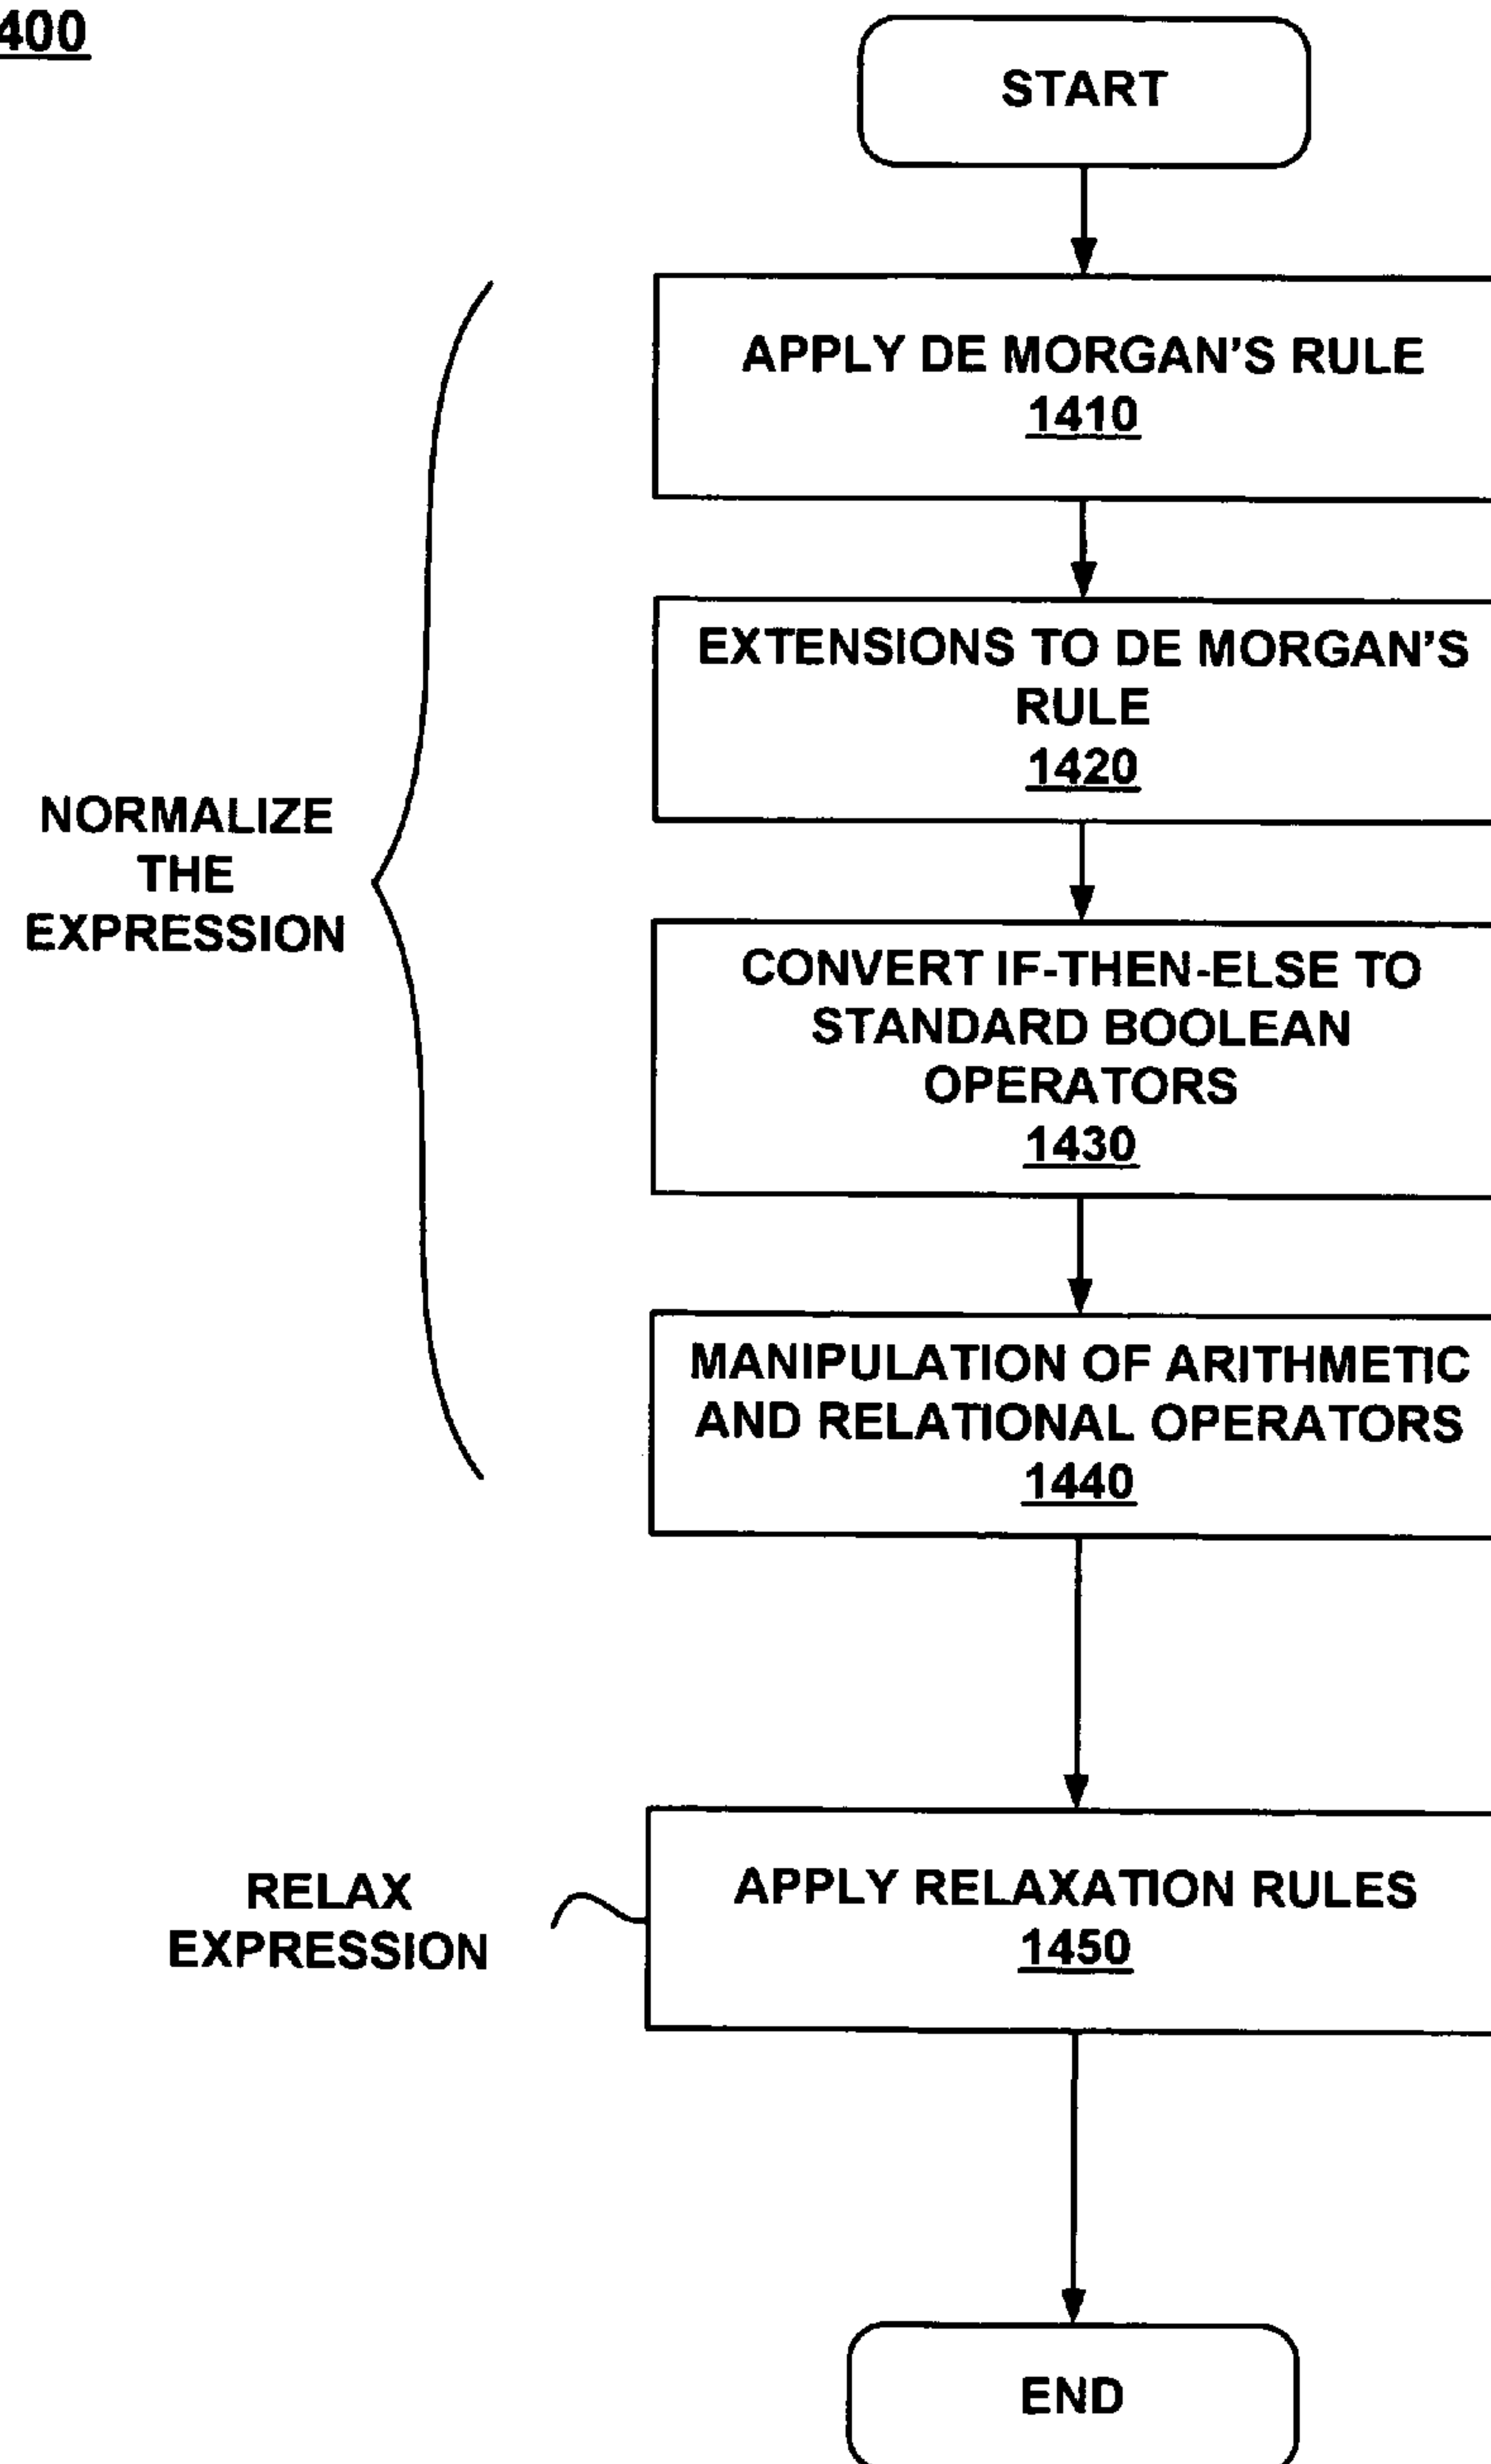 400
START
APPLY DE MORGAN'S RULE
1410
EXTENSIONS TO DE MORGAN'S
RULE
1420
NORMALIZE
THE
EXPRESSION
CONVERT IF-THEN-ELSE TO
STANDARD BOOLEAN
OPERATORS
1430
MANIPULATION OF ARITHMETIC
AND RELATIONAL OPERATORS
1440
RELAX
EXPRESSION
APPLY RELAXATION RULES
1450
END